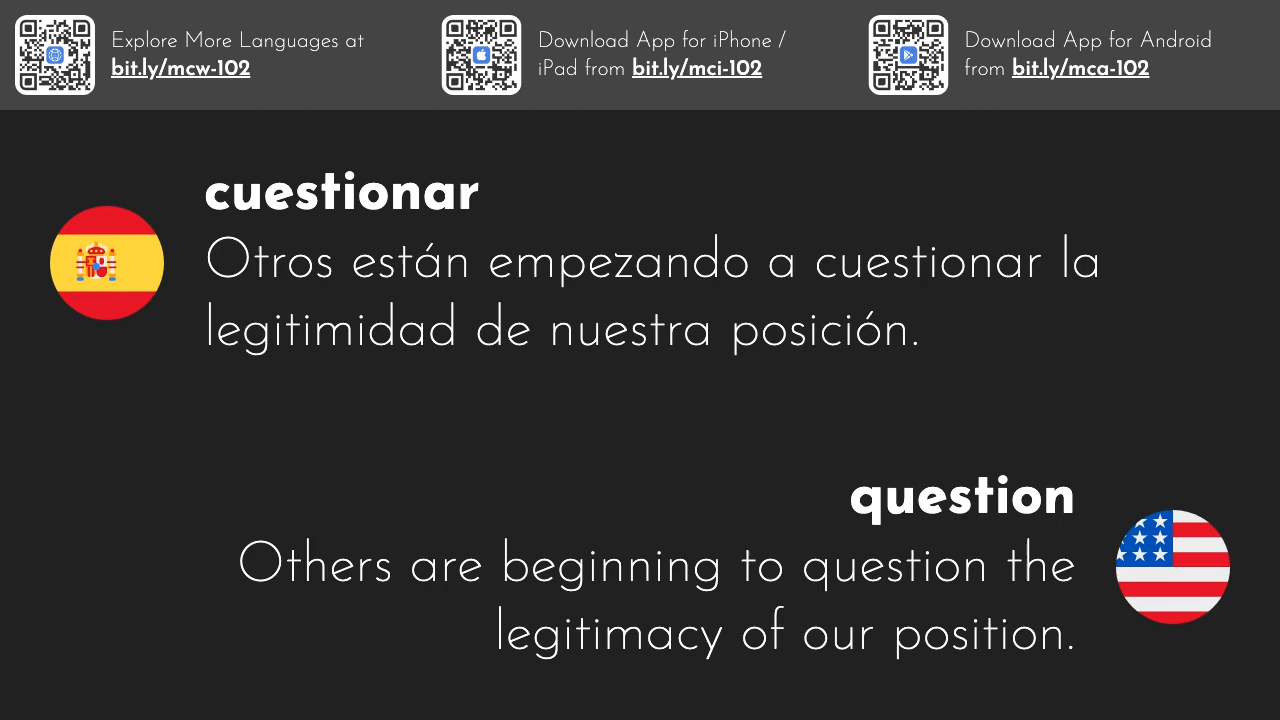 Explore More Languages at
bit.ly/mcw-102
Download App for iPhone /
iPad from bit.ly/mci-102
Download App for Android
from bit.ly/mca-102
cuestionar
Otros están empezando a cuestionar la
legitimidad de nuestra posición.
question
Others are beginning to question the
legitimacy of our position.